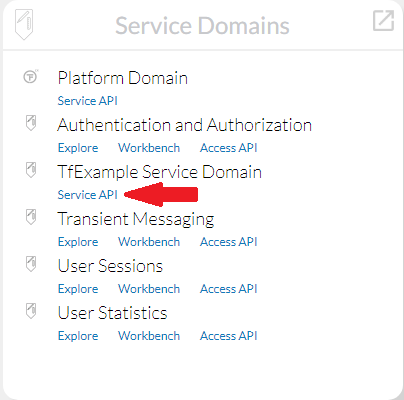 Service Domains
Platform Domain
Service API
Authentication and Authorization
Explore Workbench Access API
TfExample Service Domain
Service API
Transient Messaging
Explore Workbench Access API
User Sessions
Explore Workbench Access API
User Statistics
Explore Workbench Access API